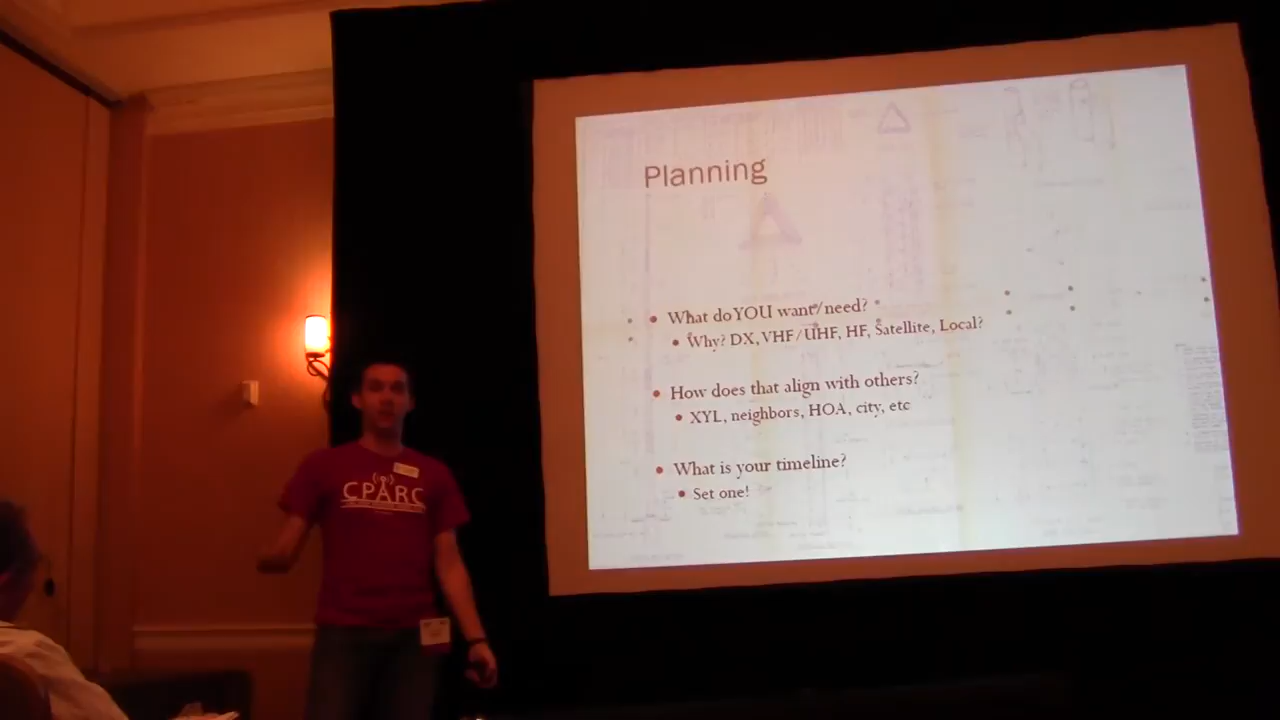 Planning
What do YOU want/need?
Why? DX, VHF/UHF, HF, Satellite, Local?
How does that align with others?
XYL, neighbors, HOA, city, etc
What is your timeline?
Set one!
CPARC